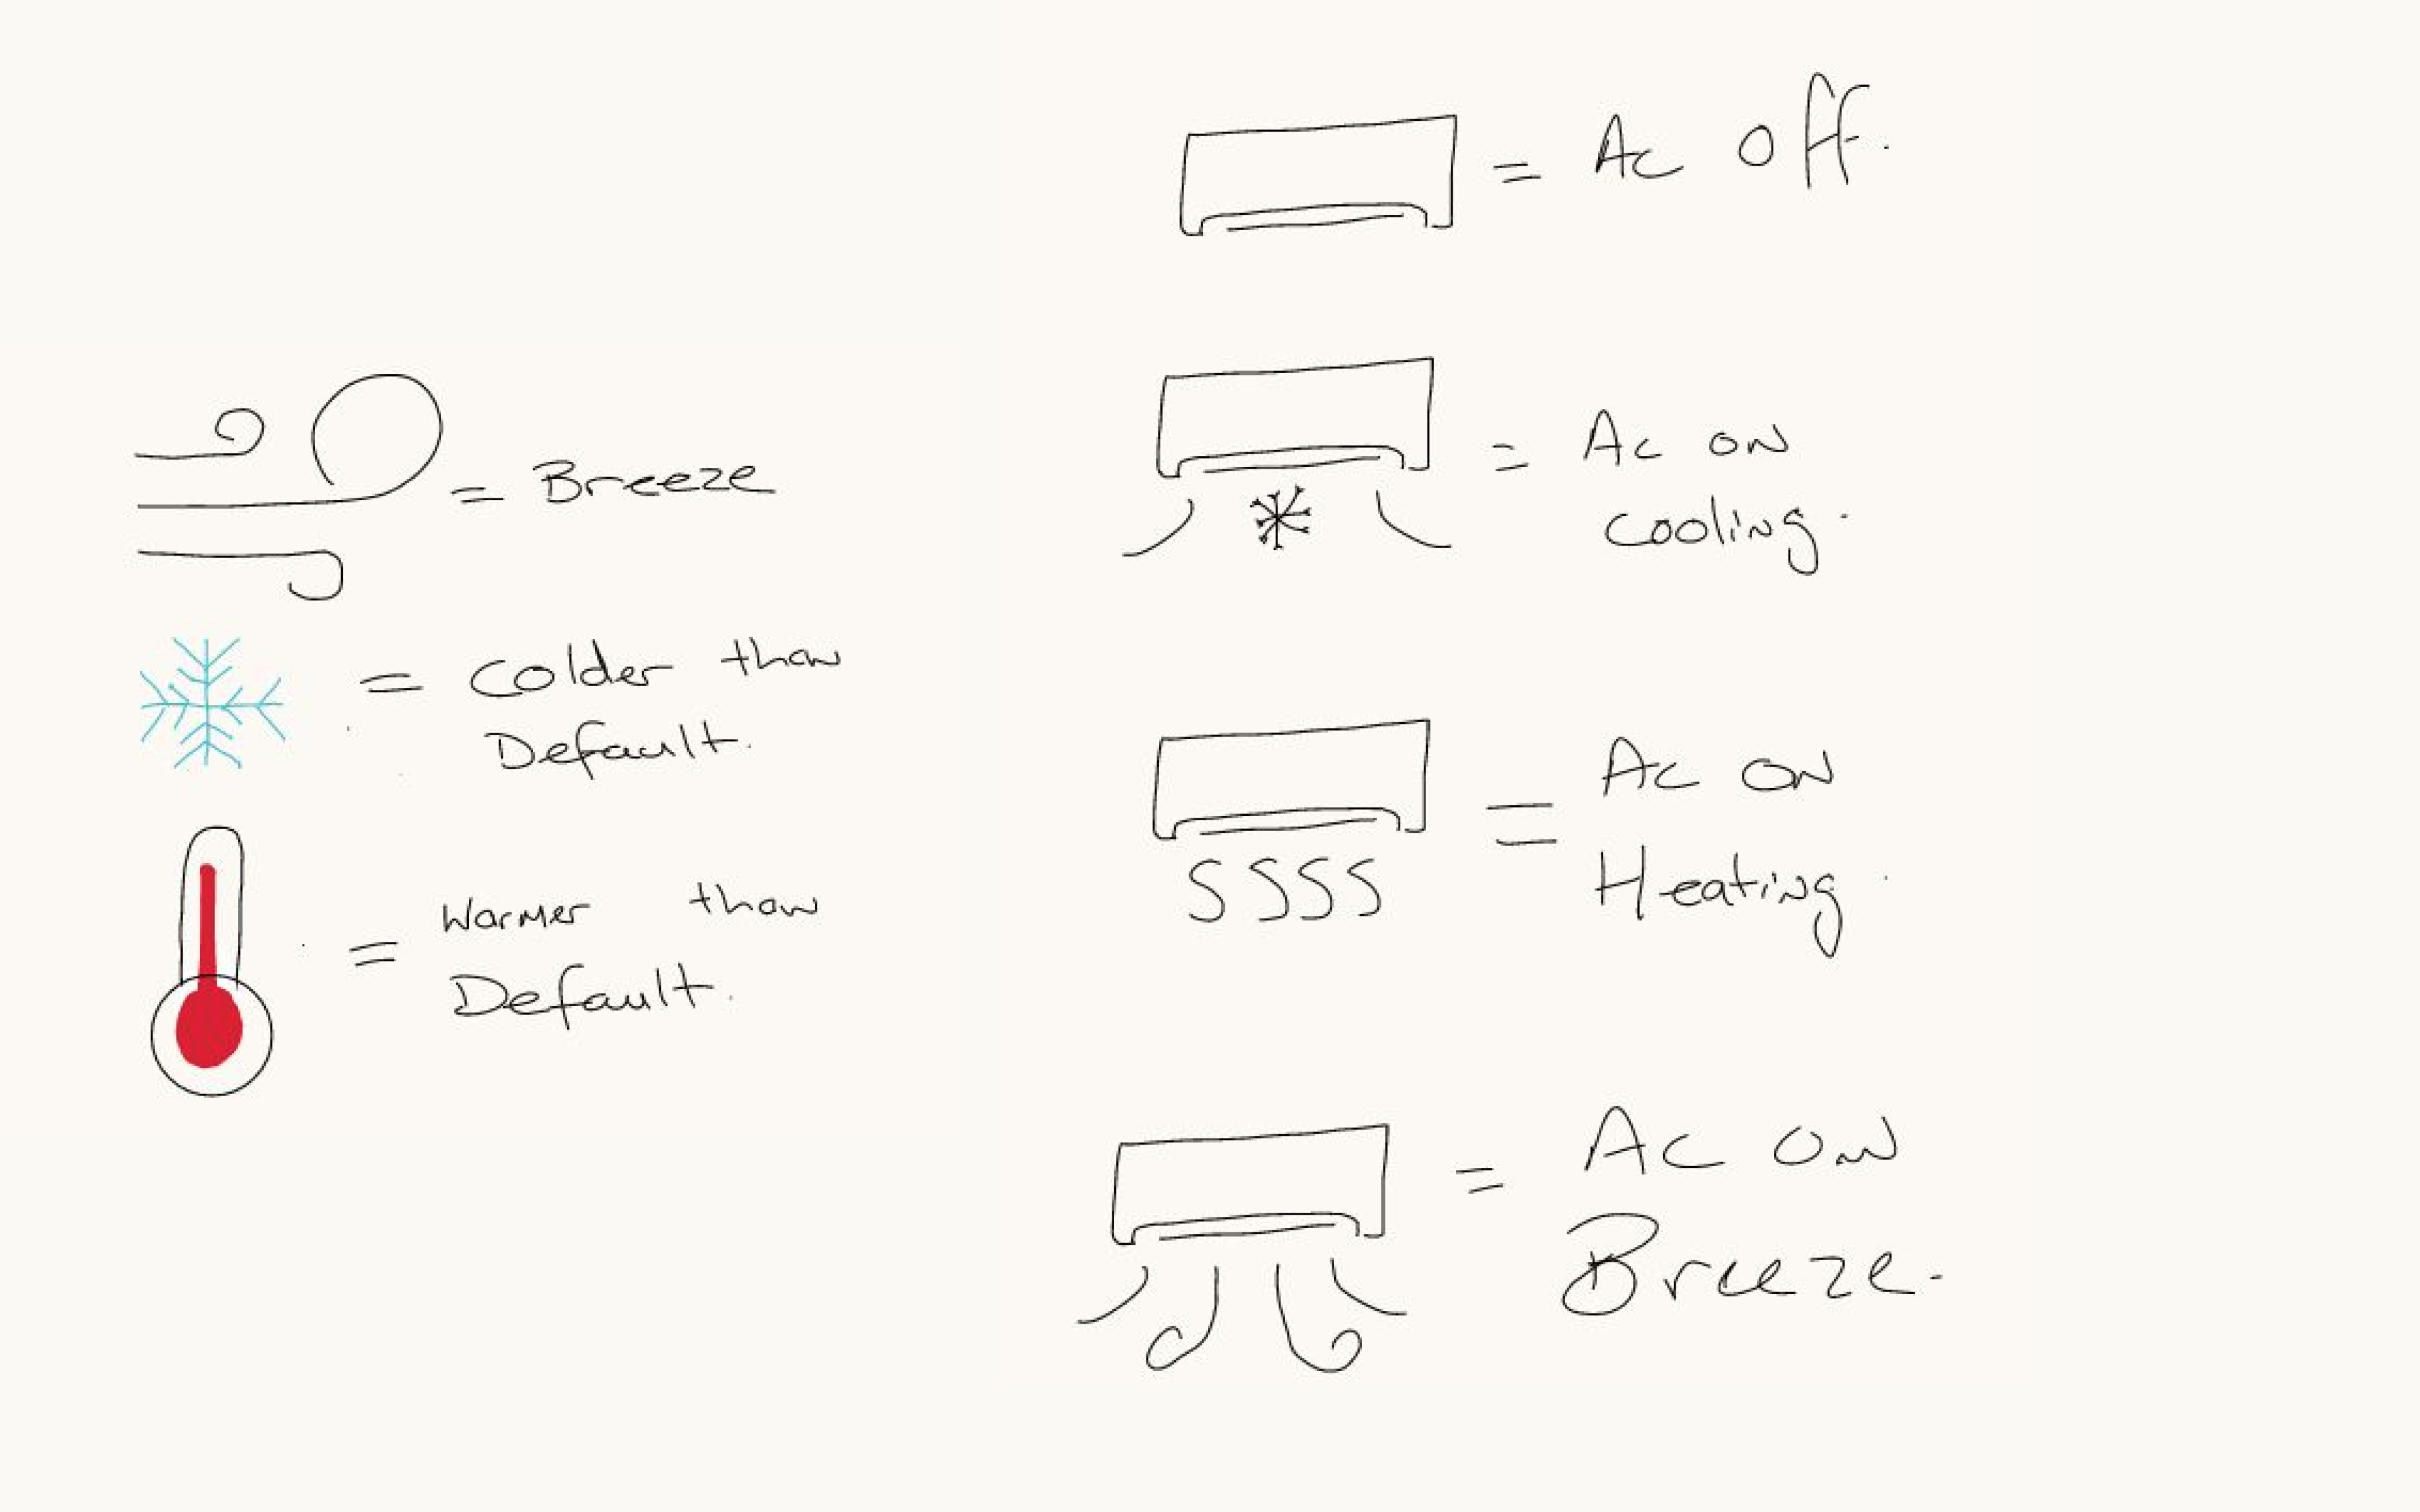 = Breeze
= Colder than
Default.
= Warmer than
Default.
= Ac Off.
= Ac on
cooling.
= Ac ON
Heating.
SSSS
= Ac ON
Breeze.